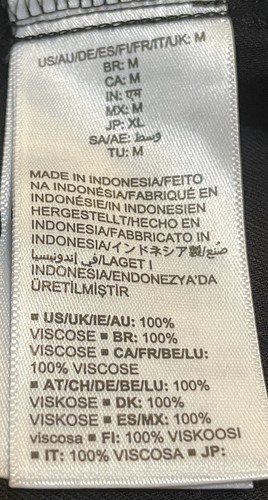 US/AU/DE/ES/FI/FR/IT/UK: M
BR: M
CA: M
IN: एम
MX: M
JP: XL
SA/AE: وسط
TU: M
MADE IN INDONESIA/FEITO
NA INDONÉSIA/FABRIQUÉ EN
INDONÉSIE/IN INDONESIEN
HERGESTELLT/HECHO EN
INDONESIA/FABBRICATO IN
INDONESIA/インドネシア製/صُنع
في إندونيسيا/LAGET I
INDONESIA/ENDONEZYA'DA
ÜRETİLMİŞTİR
▪ US/UK/IE/AU: 100%
VISCOSE ▪ BR: 100%
VISCOSE ▪ CA/FR/BE/LU:
100% VISCOSE
▪ AT/CH/DE/BE/LU: 100%
VISKOSE ▪ DK: 100%
VISKOSE ▪ ES/MX: 100%
viscosa ▪ FI: 100% VISKOOSI
▪ IT: 100% VISCOSA ▪ JP: